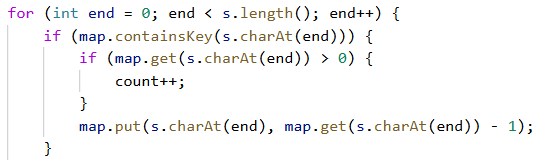 for (int end = 0; end < s.length(); end++) {
    if (map.containsKey(s.charAt(end))) {
        if (map.get(s.charAt(end)) > 0) {
            count++;
        }
        map.put(s.charAt(end), map.get(s.charAt(end)) - 1);
    }